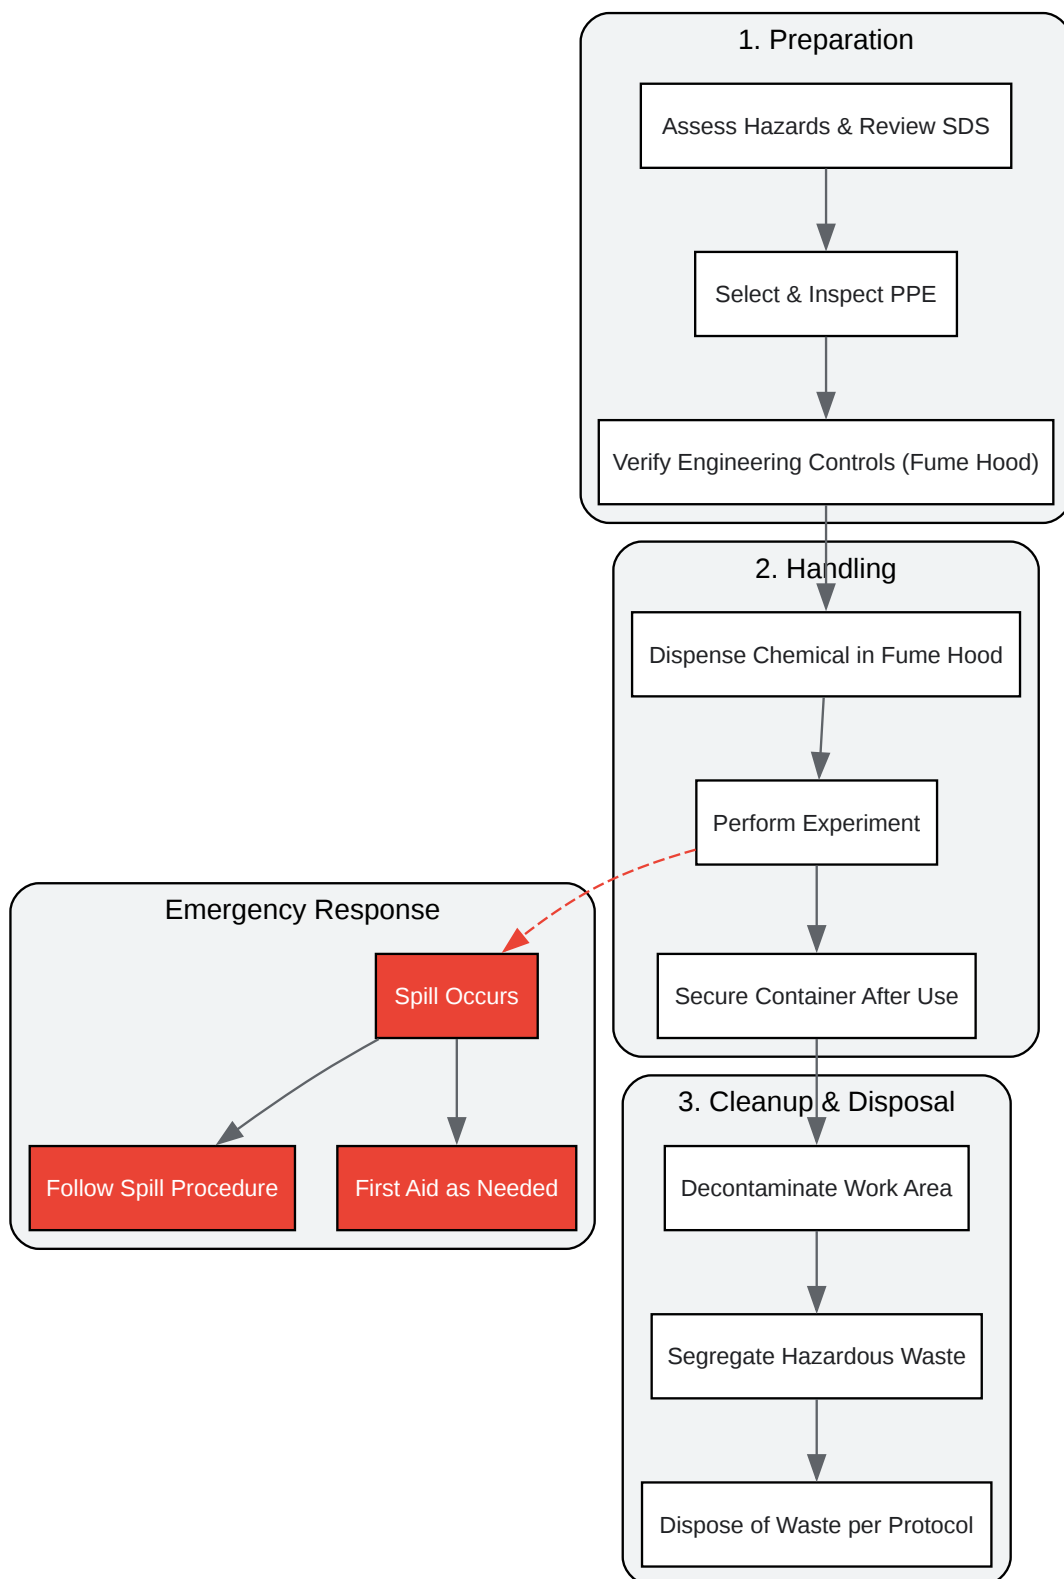 1. Preparation
Assess Hazards & Review SDS
Select & Inspect PPE
Verify Engineering Controls (Fume Hood)
2. Handling
Dispense Chemical in Fume Hood
Perform Experiment
Secure Container After Use
Emergency Response
Spill Occurs
Follow Spill Procedure
First Aid as Needed
3. Cleanup & Disposal
Decontaminate Work Area
Segregate Hazardous Waste
Dispose of Waste per Protocol